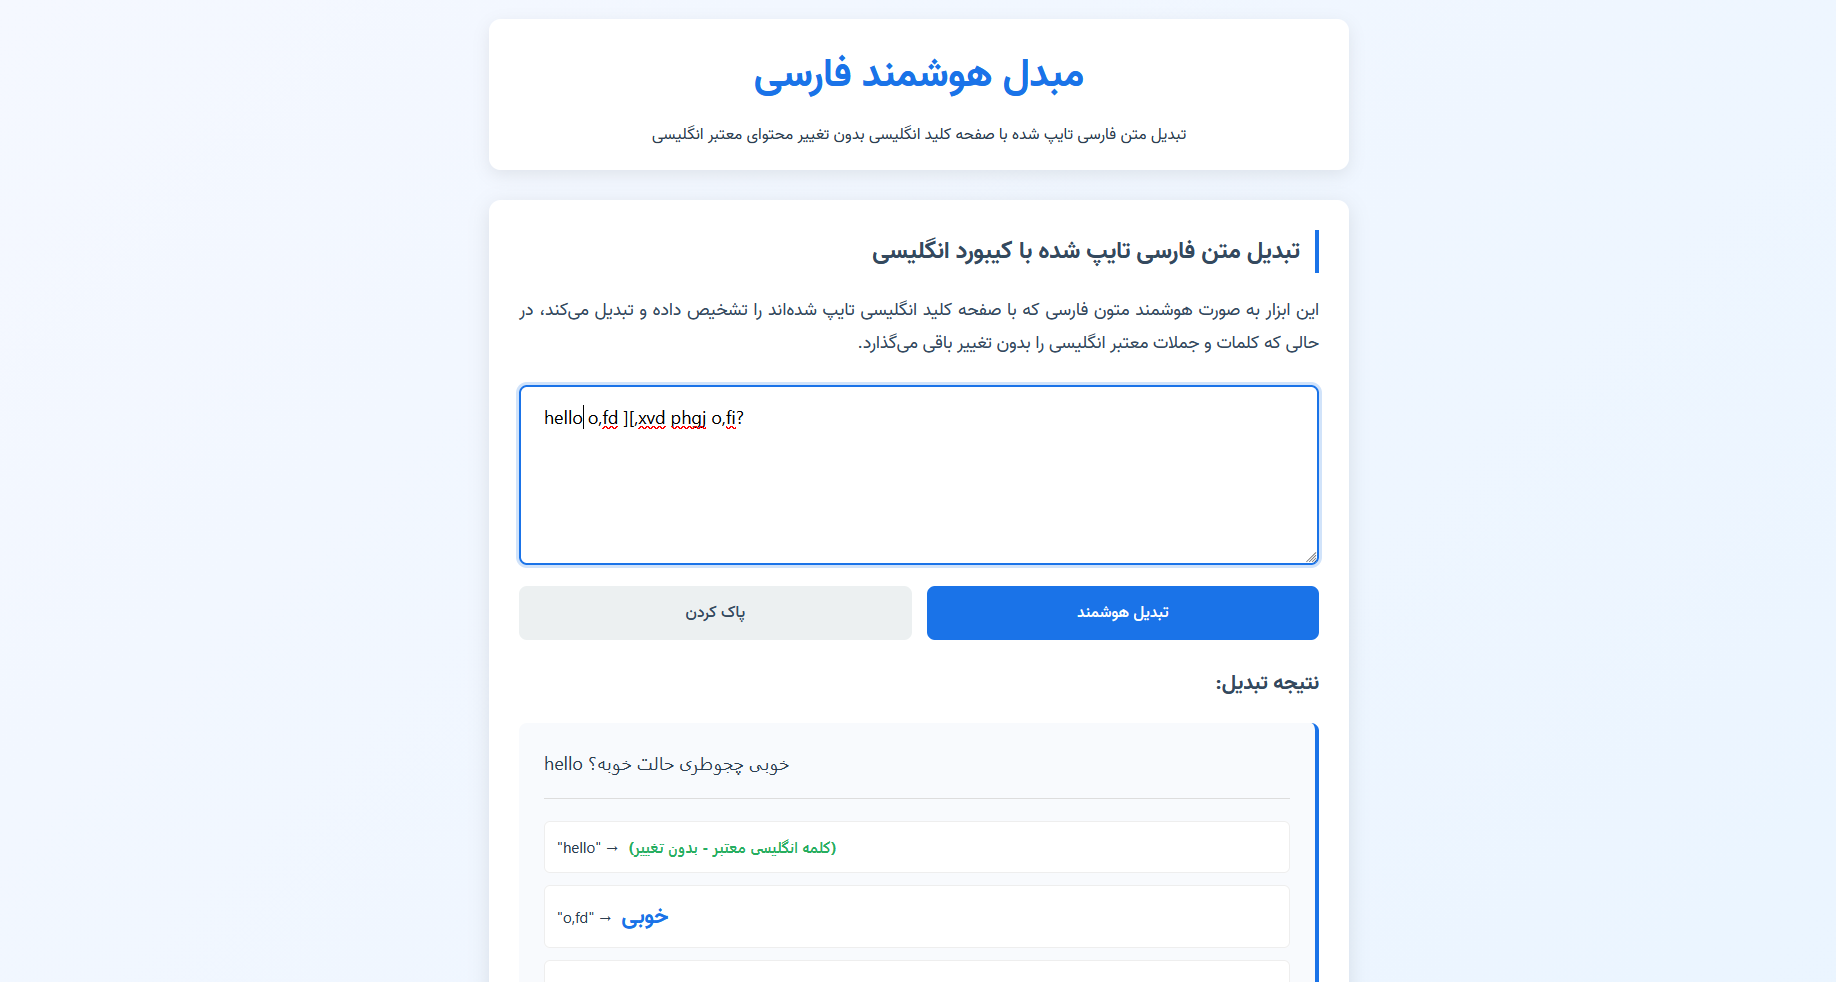 مبدل هوشمند فارسی
تبدیل متن فارسی تایپ شده با صفحه کلید انگلیسی بدون تغییر محتوای معتبر انگلیسی
تبدیل متن فارسی تایپ شده با کیبورد انگلیسی
این ابزار به صورت هوشمند متون فارسی که با صفحه کلید انگلیسی تایپ شده‌اند را تشخیص داده و تبدیل می‌کند، در
حالی که کلمات و جملات معتبر انگلیسی را بدون تغییر باقی می‌گذارد.
hello o,fd ][,xvd phgj o,fi?
تبدیل هوشمند
پاک کردن
نتیجه تبدیل:
hello خوبی چجوطری حالت خوبه؟
"hello" → (کلمه انگلیسی معتبر - بدون تغییر)
"o,fd" → خوبی